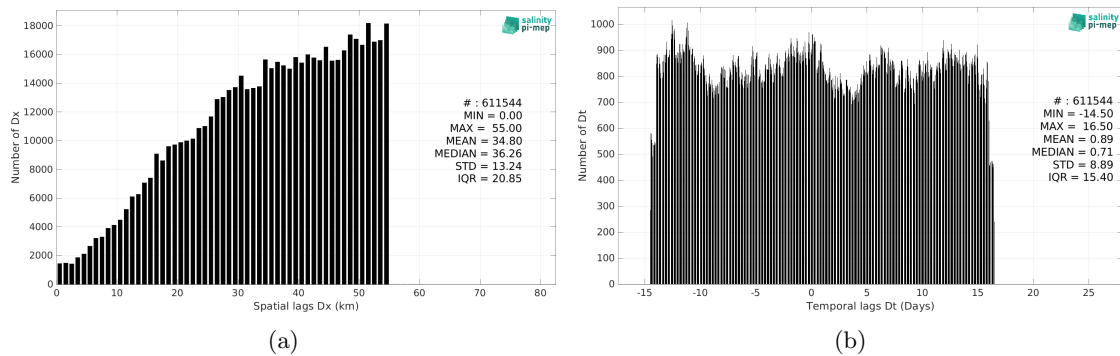 18000
16000
14000
12000
10000
8000
6000
4000
2000
0
Number of Dx
salinity
pi-mep
# : 611544
MIN = 0.00
MAX = 55.00
MEAN = 34.80
MEDIAN = 36.26
STD = 13.24
IQR = 20.85
0 10 20 30 40 50 60 70 80
Spatial lags Dx (km)
(a)
1000
900
800
700
600
500
400
300
200
100
0
Number of Dt
salinity
pi-mep
# : 611544
MIN = -14.50
MAX = 16.50
MEAN = 0.89
MEDIAN = 0.71
STD = 8.89
IQR = 15.40
-15 -10 -5 0 5 10 15 20 25
Temporal lags Dt (Days)
(b)